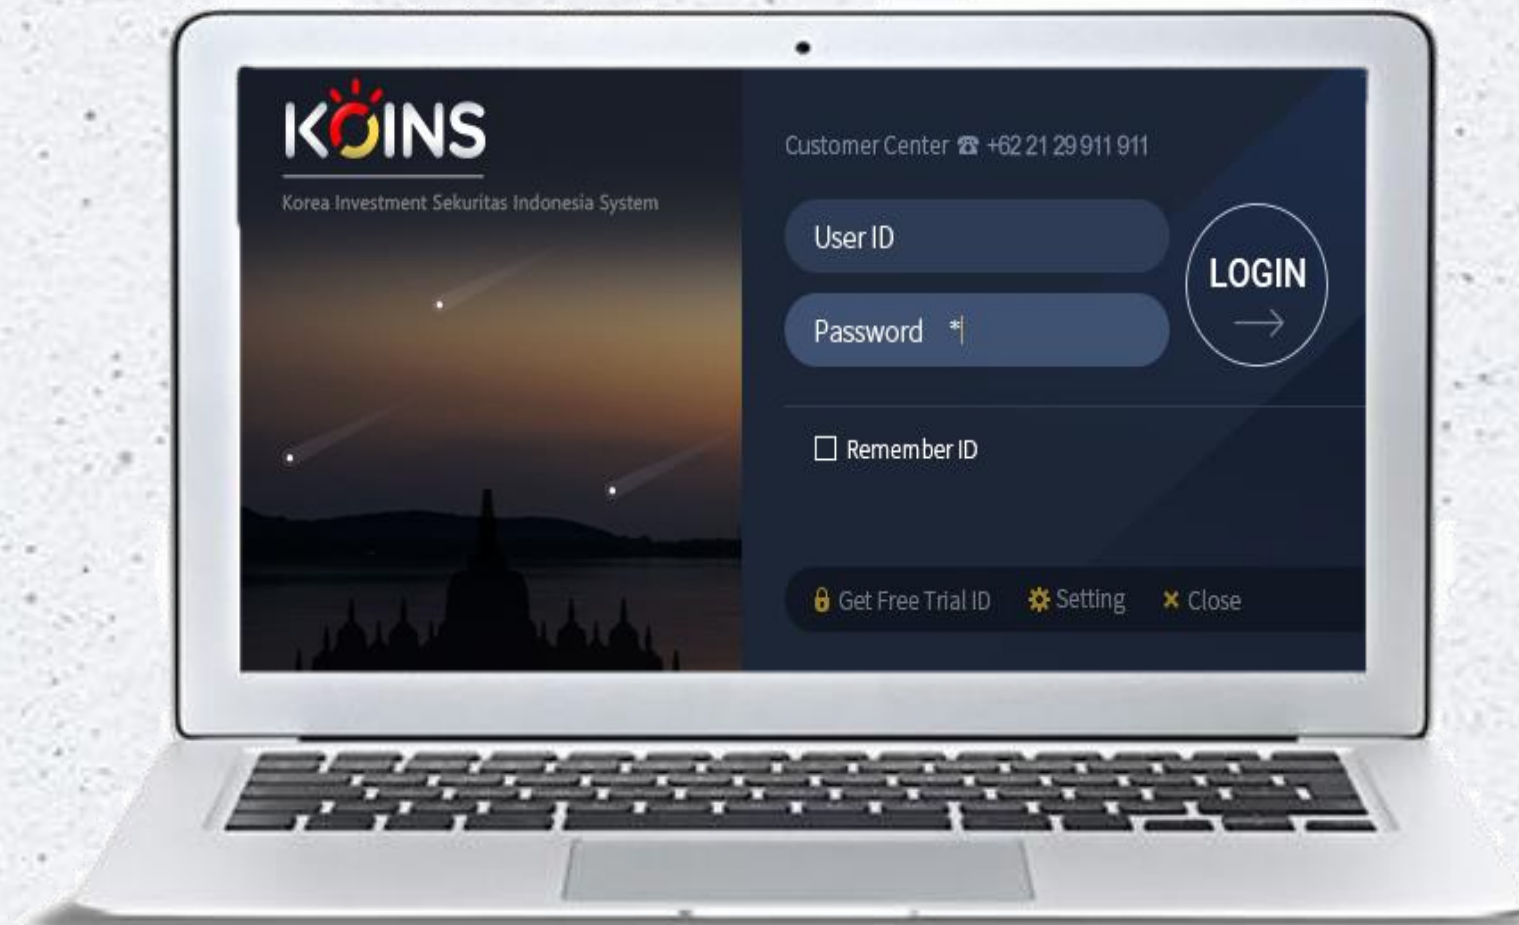 KOINS
Korea Investment Sekuritas Indonesia System
Customer Center ☎ +62 21 29 911 911
User ID
Password *
LOGIN
Remember ID
Get Free Trial ID Setting Close